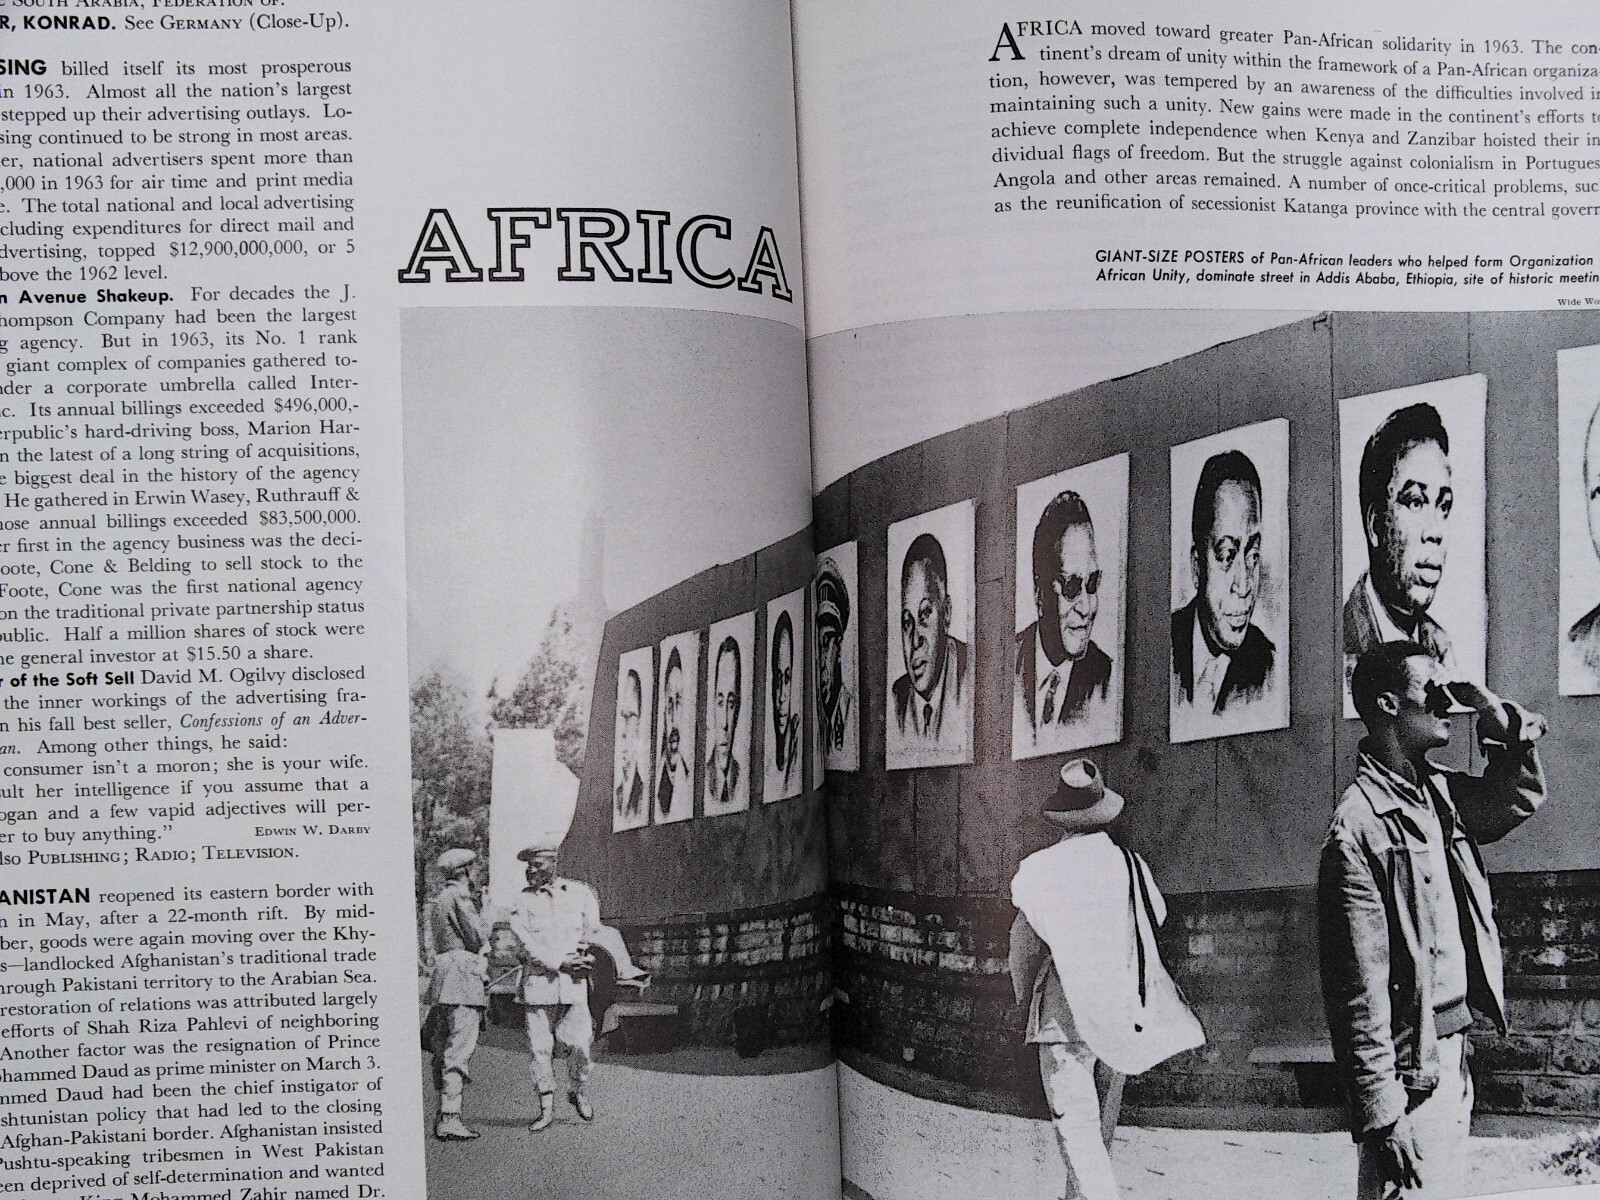 SOUTH ARABIA, FEDERATION OF.
R, KONRAD. See GERMANY (Close-Up).
SING billed itself its most prosperous
in 1963. Almost all the nation's largest
stepped up their advertising outlays. Lo-
sing continued to be strong in most areas.
er, national advertisers spent more than
,000 in 1963 for air time and print media
e. The total national and local advertising
cluding expenditures for direct mail and
dvertising, topped $12,900,000,000, or 5
bove the 1962 level.
n Avenue Shakeup. For decades the J.
hompson Company had been the largest
g agency. But in 1963, its No. 1 rank
giant complex of companies gathered to-
nder a corporate umbrella called Inter-
nc. Its annual billings exceeded $496,000,-
erpublic's hard-driving boss, Marion Har-
n the latest of a long string of acquisitions,
e biggest deal in the history of the agency
He gathered in Erwin Wasey, Ruthrauff &
hose annual billings exceeded $83,500,000.
er first in the agency business was the deci-
oote, Cone & Belding to sell stock to the
Foote, Cone was the first national agency
on the traditional private partnership status
public. Half a million shares of stock were
he general investor at $15.50 a share.
r of the Soft Sell David M. Ogilvy disclosed
the inner workings of the advertising fra-
n his fall best seller, Confessions of an Adver-
an. Among other things, he said:
consumer isn't a moron; she is your wife.
sult her intelligence if you assume that a
ogan and a few vapid adjectives will per-
er to buy anything."
EDWIN W. DARBY
lso PUBLISHING; RADIO; TELEVISION.
ANISTAN reopened its eastern border with
n in May, after a 22-month rift. By mid-
ber, goods were again moving over the Khy-
s—landlocked Afghanistan's traditional trade
hrough Pakistani territory to the Arabian Sea.
restoration of relations was attributed largely
efforts of Shah Riza Pahlevi of neighboring
Another factor was the resignation of Prince
ohammed Daud as prime minister on March 3.
mmed Daud had been the chief instigator of
shtunistan policy that had led to the closing
Afghan-Pakistani border. Afghanistan insisted
Pushtu-speaking tribesmen in West Pakistan
een deprived of self-determination and wanted
King Mohammed Zahir named Dr.
AFRICA
AFRICA moved toward greater Pan-African solidarity in 1963. The con-
tinent's dream of unity within the framework of a Pan-African organiza-
tion, however, was tempered by an awareness of the difficulties involved in
maintaining such a unity. New gains were made in the continent's efforts to
achieve complete independence when Kenya and Zanzibar hoisted their in-
dividual flags of freedom. But the struggle against colonialism in Portugues
Angola and other areas remained. A number of once-critical problems, suc
as the reunification of secessionist Katanga province with the central govern
GIANT-SIZE POSTERS of Pan-African leaders who helped form Organization
African Unity, dominate street in Addis Ababa, Ethiopia, site of historic meetin
Wide Wo